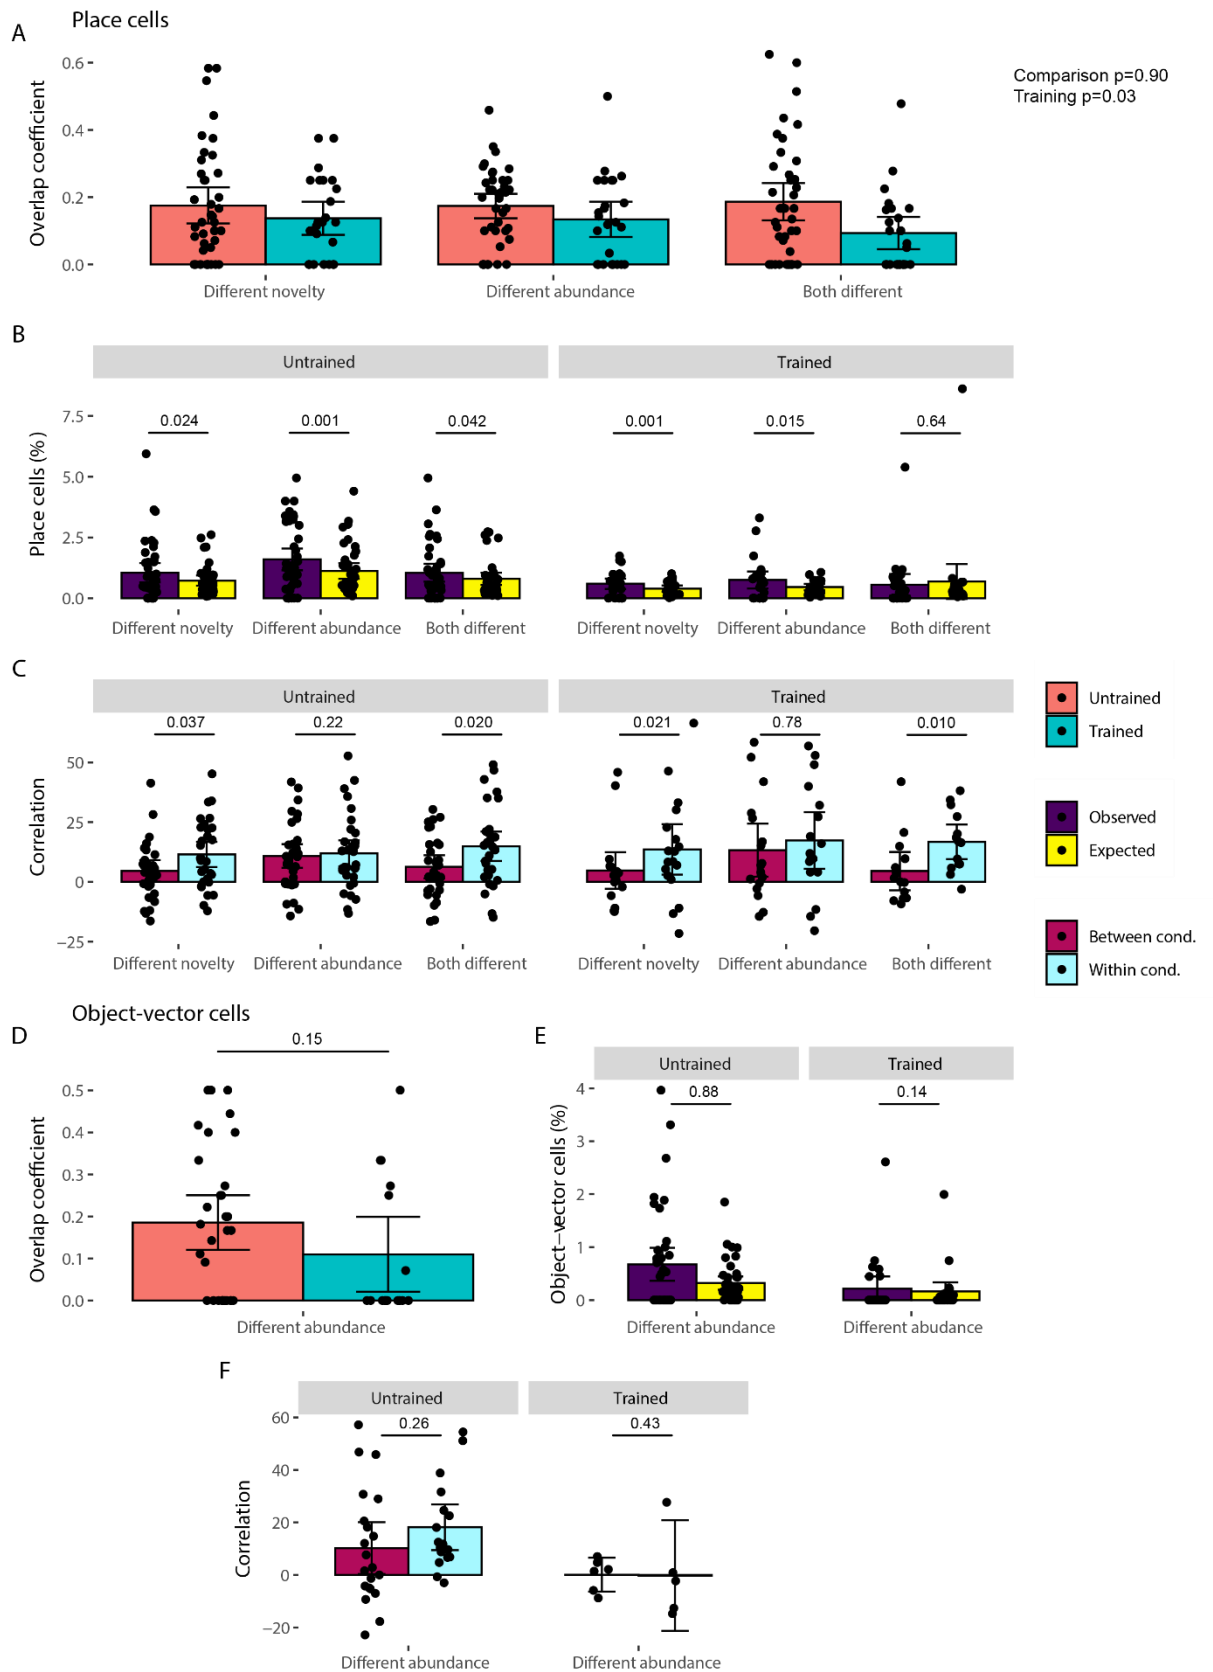 Place cells
A
0.6
0.4
0.2
0.0
Overlap coefficient
Different novelty
Different abundance
Both different
Comparison p=0.90
Training p=0.03
B
Untrained
Trained
7.5
5.0
2.5
0.0
Place cells (%)
0.024
0.001
0.042
0.001
0.015
0.64
Different novelty
Different abundance
Both different
Different novelty
Different abundance
Both different
C
Untrained
Trained
50
25
0
−25
Correlation
0.037
0.22
0.020
0.021
0.78
0.010
Different novelty
Different abundance
Both different
Different novelty
Different abundance
Both different
Untrained
Trained
Observed
Expected
Between cond.
Within cond.
Object-vector cells
D
0.15
0.5
0.4
0.3
0.2
0.1
0.0
Overlap coefficient
Different abundance
E
Untrained
Trained
4
3
2
1
0
Object−vector cells (%)
0.88
0.14
Different abundance
Different abudance
F
Untrained
Trained
60
40
20
0
−20
Correlation
0.26
0.43
Different abundance
Different abundance